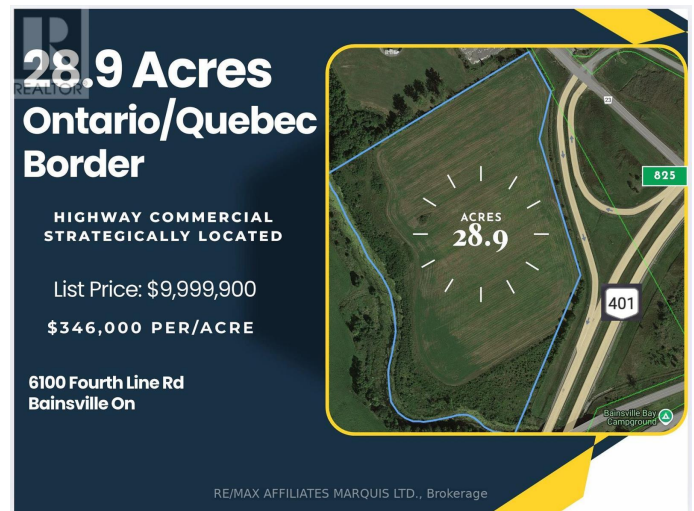 REALTOR
28.9 Acres
Ontario/Quebec
Border
HIGHWAY COMMERCIAL
STRATEGICALLY LOCATED
List Price: $9,999,900
$346,000 PER/ACRE
6100 Fourth Line Rd
Bainsville On
ACRES
28.9
23
825
401
Bainsville Bay
Campground
RE/MAX AFFILIATES MARQUIS LTD., Brokerage